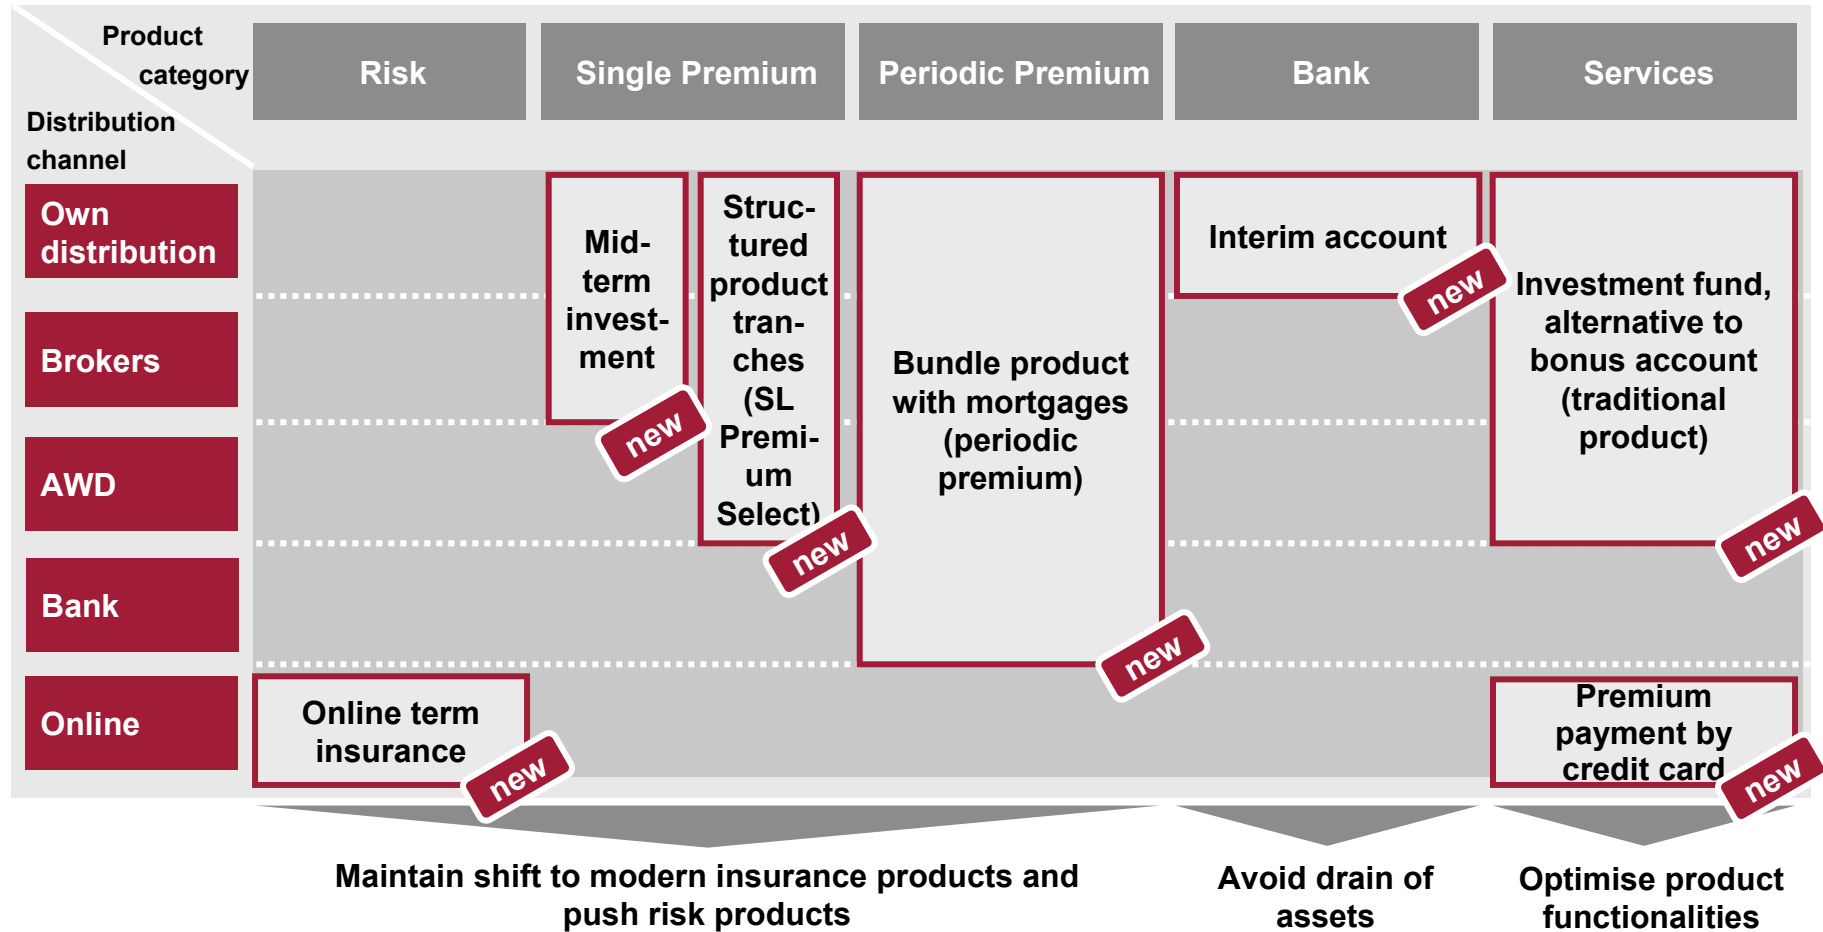 Product
category
Distribution
channel
Risk
Single Premium
Periodic Premium
Bank
Services
Own
distribution
Brokers
AWD
Bank
Online
Mid-
term
invest-
ment
new
Struc-
tured
product
tran-
ches
(SL
Premi-
um
Select)
new
Bundle product
with mortgages
(periodic
premium)
new
Interim account
new
Investment fund,
alternative to
bonus account
(traditional
product)
new
Online term
insurance
new
Premium
payment by
credit card
new
Maintain shift to modern insurance products and
push risk products
Avoid drain of
assets
Optimise product
functionalities